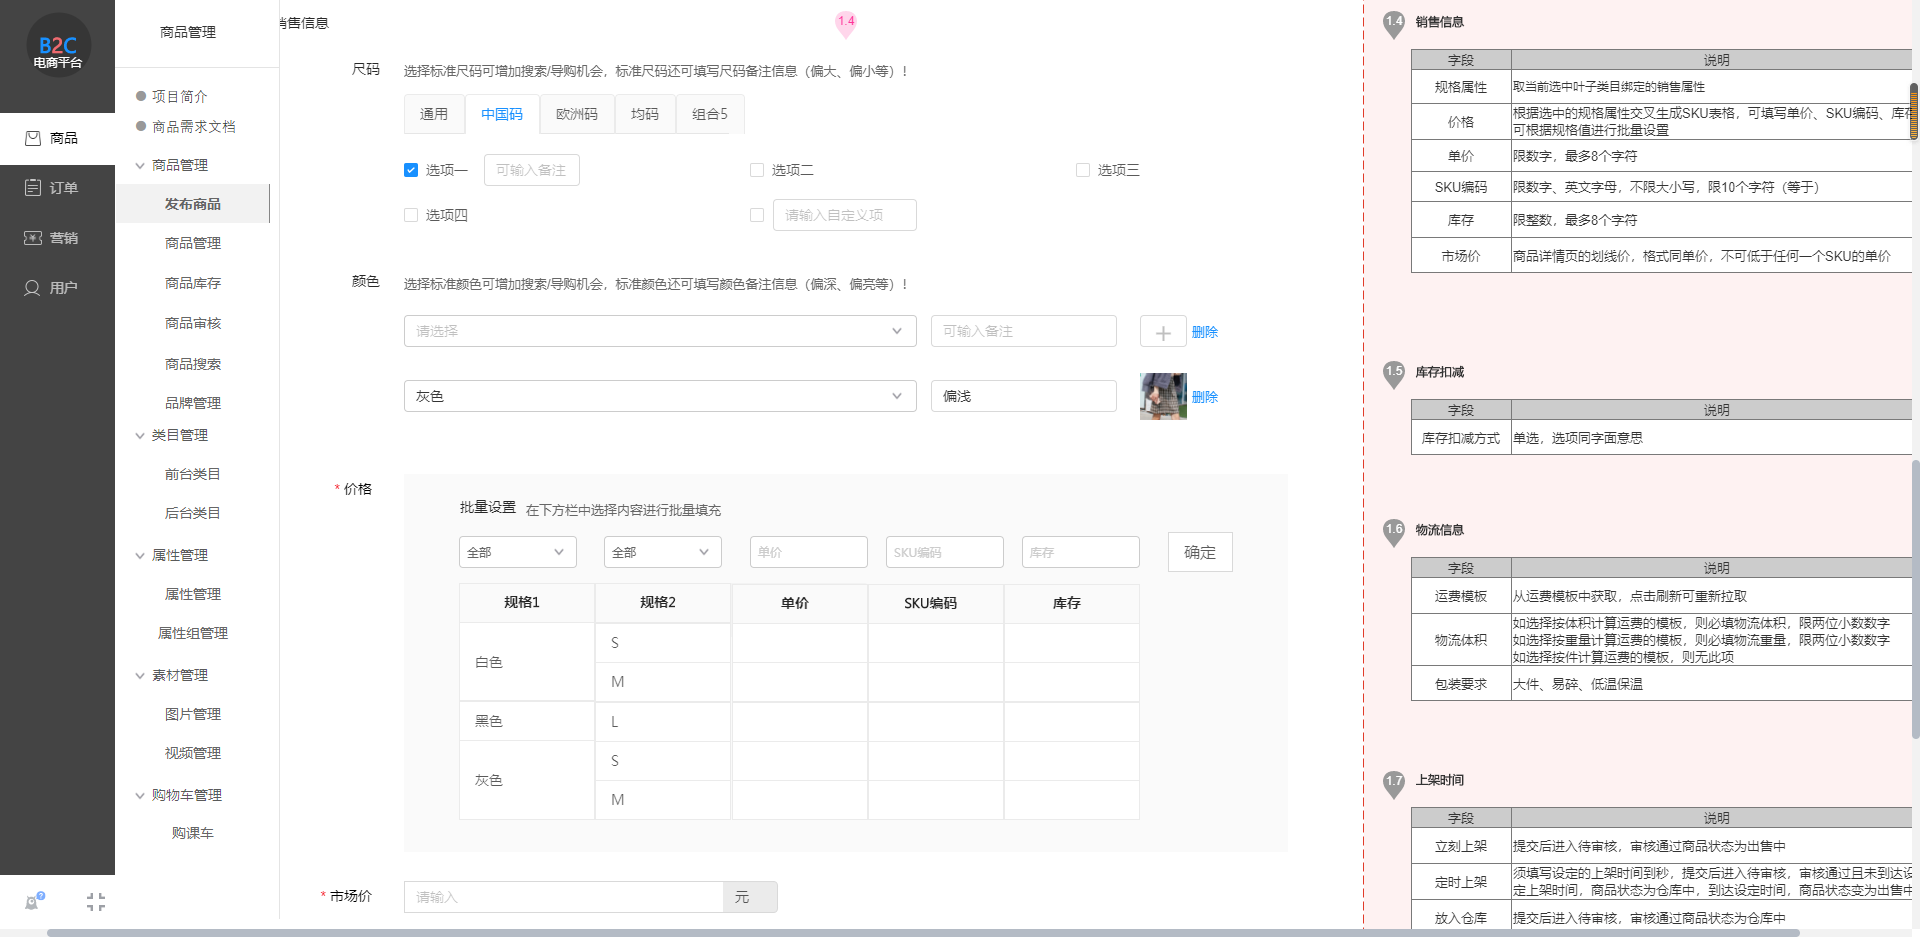 B2C
电商平台
商品
订单
营销
用户
商品管理
项目简介
商品需求文档
商品管理
发布商品
商品管理
商品库存
商品审核
商品搜索
品牌管理
类目管理
前台类目
后台类目
属性管理
属性管理
属性组管理
素材管理
图片管理
视频管理
购物车管理
购课车
销售信息
1.4
尺码
选择标准尺码可增加搜索/导购机会，标准尺码还可填写尺码备注信息（偏大、偏小等）！
通用 中国码 欧洲码 均码 组合5
选项一 可输入备注 选项二 选项三
选项四 请输入自定义项
颜色
选择标准颜色可增加搜索/导购机会，标准颜色还可填写颜色备注信息（偏深、偏亮等）！
请选择 可输入备注 删除
灰色 偏浅 删除
* 价格
批量设置 在下方栏中选择内容进行批量填充
全部 全部 单价 SKU编码 库存 确定
规格1 规格2 单价 SKU编码 库存
白色 S
M
黑色 L
灰色 S
M
* 市场价 请输入 元
1.4 销售信息
字段 说明
规格属性 取当前选中叶子类目绑定的销售属性
价格 根据选中的规格属性交叉生成SKU表格，可填写单价、SKU编码、库存
可根据规格值进行批量设置
单价 限数字，最多8个字符
SKU编码 限数字、英文字母，不限大小写，限10个字符（等于）
库存 限整数，最多8个字符
市场价 商品详情页的划线价，格式同单价，不可低于任何一个SKU的单价
1.5 库存扣减
字段 说明
库存扣减方式 单选，选项同字面意思
1.6 物流信息
字段 说明
运费模板 从运费模板中获取，点击刷新可重新拉取
物流体积 如选择按体积计算运费的模板，则必填物流体积，限两位小数数字
如选择按重量计算运费的模板，则必填物流重量，限两位小数数字
如选择按件计算运费的模板，则无此项
包装要求 大件、易碎、低温保温
1.7 上架时间
字段 说明
立刻上架 提交后进入待审核，审核通过商品状态为出售中
定时上架 须填写设定的上架时间到秒，提交后进入待审核，审核通过且未到达设
定上架时间，商品状态为仓库中，到达设定时间，商品状态变为出售中
放入仓库 提交后进入待审核，审核通过商品状态为仓库中